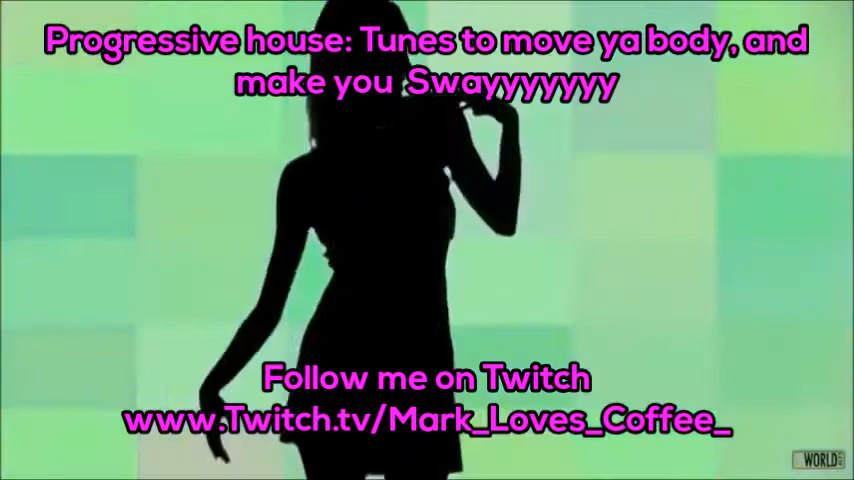 Progressive house: Tunes to move ya body, and
make you Swayyyyyyy
Follow me on Twitch
www.Twitch.tv/Mark_Loves_Coffee_
WORLD